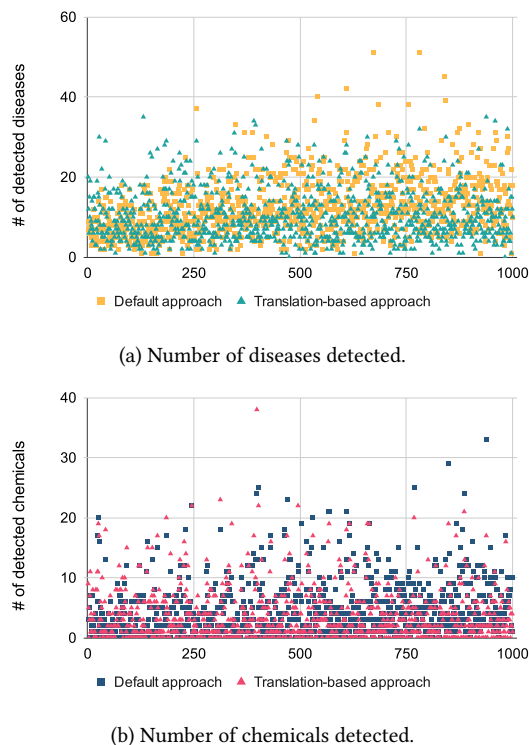 60
40
20
0
# of detected diseases
0 250 500 750 1000
Default approach Translation-based approach
(a) Number of diseases detected.
40
30
20
10
0
# of detected chemicals
0 250 500 750 1000
Default approach Translation-based approach
(b) Number of chemicals detected.